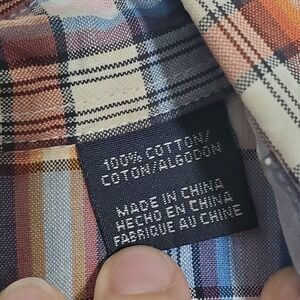 100% COTTON/
COTON/ALGODON
MADE IN CHINA
HECHO EN CHINA
FABRIQUE AU CHINE